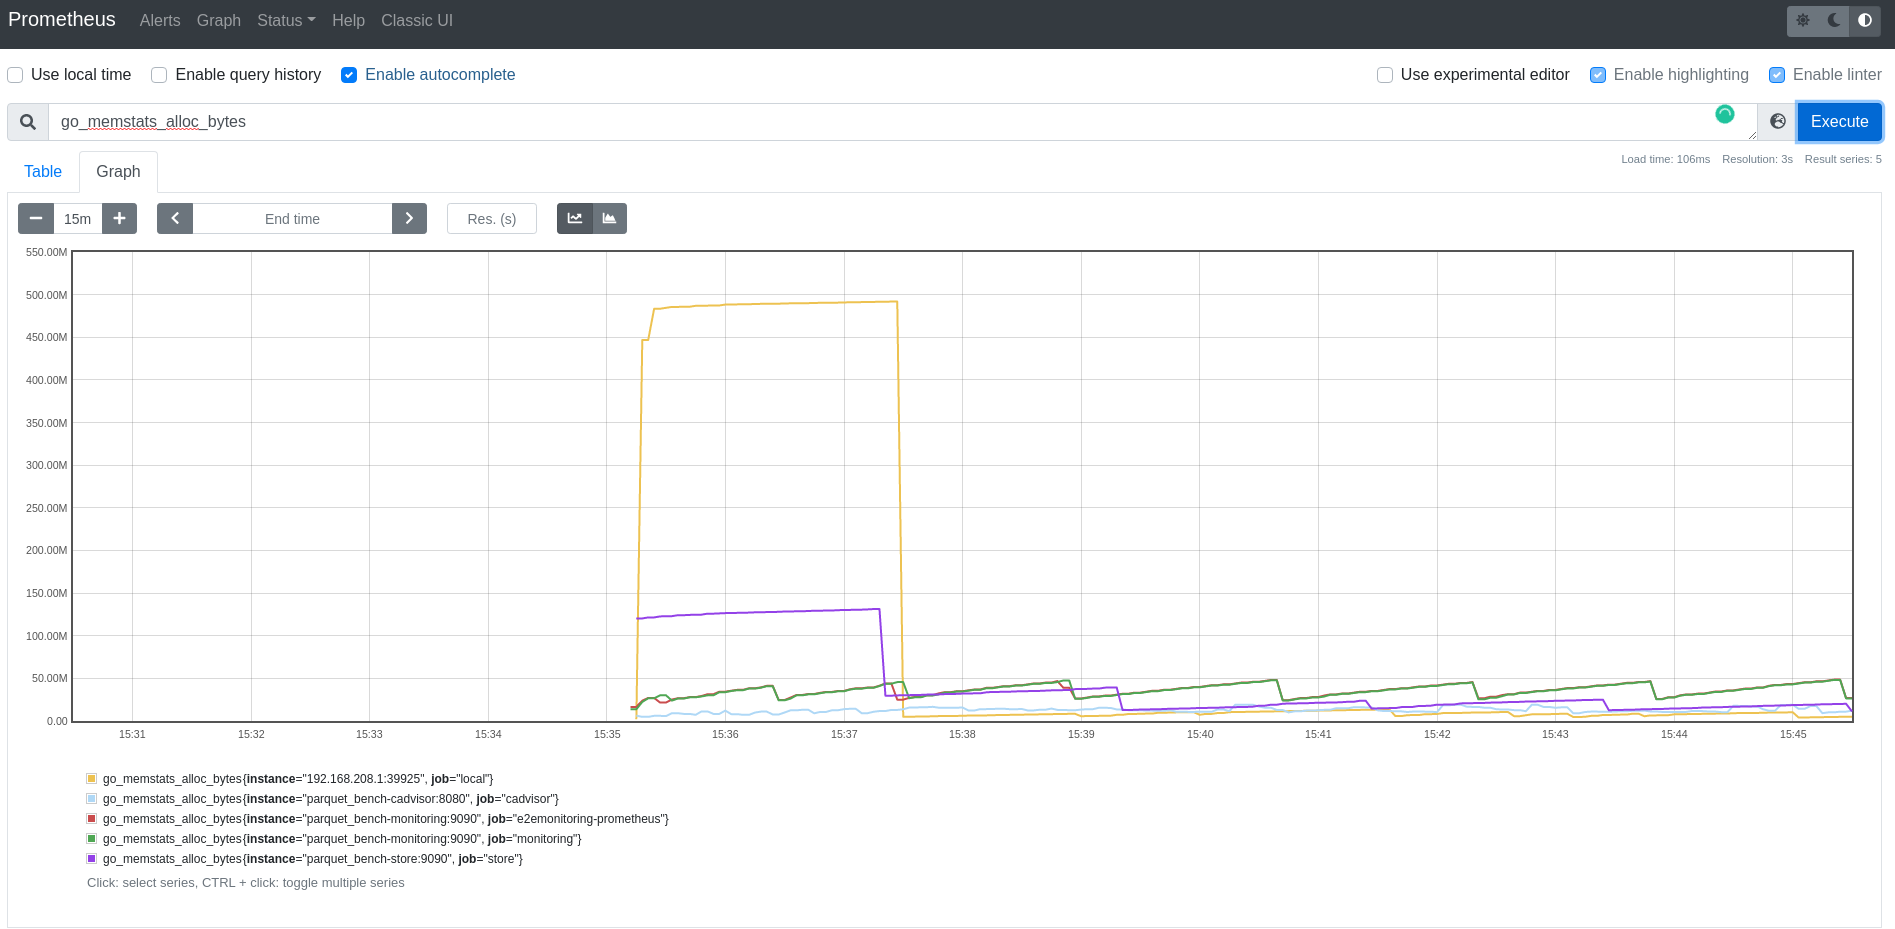 Prometheus Alerts Graph Status Help Classic UI
Use local time Enable query history Enable autocomplete Use experimental editor Enable highlighting Enable linter
go_memstats_alloc_bytes Execute
Table Graph Load time: 106ms Resolution: 3s Result series: 5
15m End time Res. (s)
550.00M
500.00M
450.00M
400.00M
350.00M
300.00M
250.00M
200.00M
150.00M
100.00M
50.00M
0.00
15:31 15:32 15:33 15:34 15:35 15:36 15:37 15:38 15:39 15:40 15:41 15:42 15:43 15:44 15:45
go_memstats_alloc_bytes{instance="192.168.208.1:39925", job="local"}
go_memstats_alloc_bytes{instance="parquet_bench-cadvisor:8080", job="cadvisor"}
go_memstats_alloc_bytes{instance="parquet_bench-monitoring:9090", job="e2emonitoring-prometheus"}
go_memstats_alloc_bytes{instance="parquet_bench-monitoring:9090", job="monitoring"}
go_memstats_alloc_bytes{instance="parquet_bench-store:9090", job="store"}
Click: select series, CTRL + click: toggle multiple series